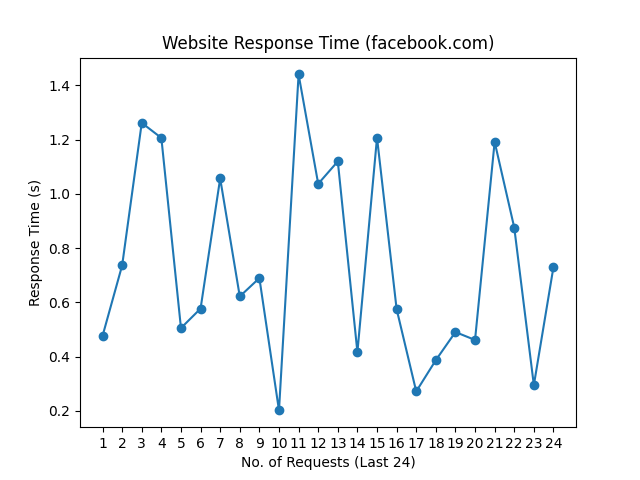 Website Response Time (facebook.com)
Response Time (s)
1.4
1.2
1.0
0.8
0.6
0.4
0.2
1 2 3 4 5 6 7 8 9 10 11 12 13 14 15 16 17 18 19 20 21 22 23 24
No. of Requests (Last 24)